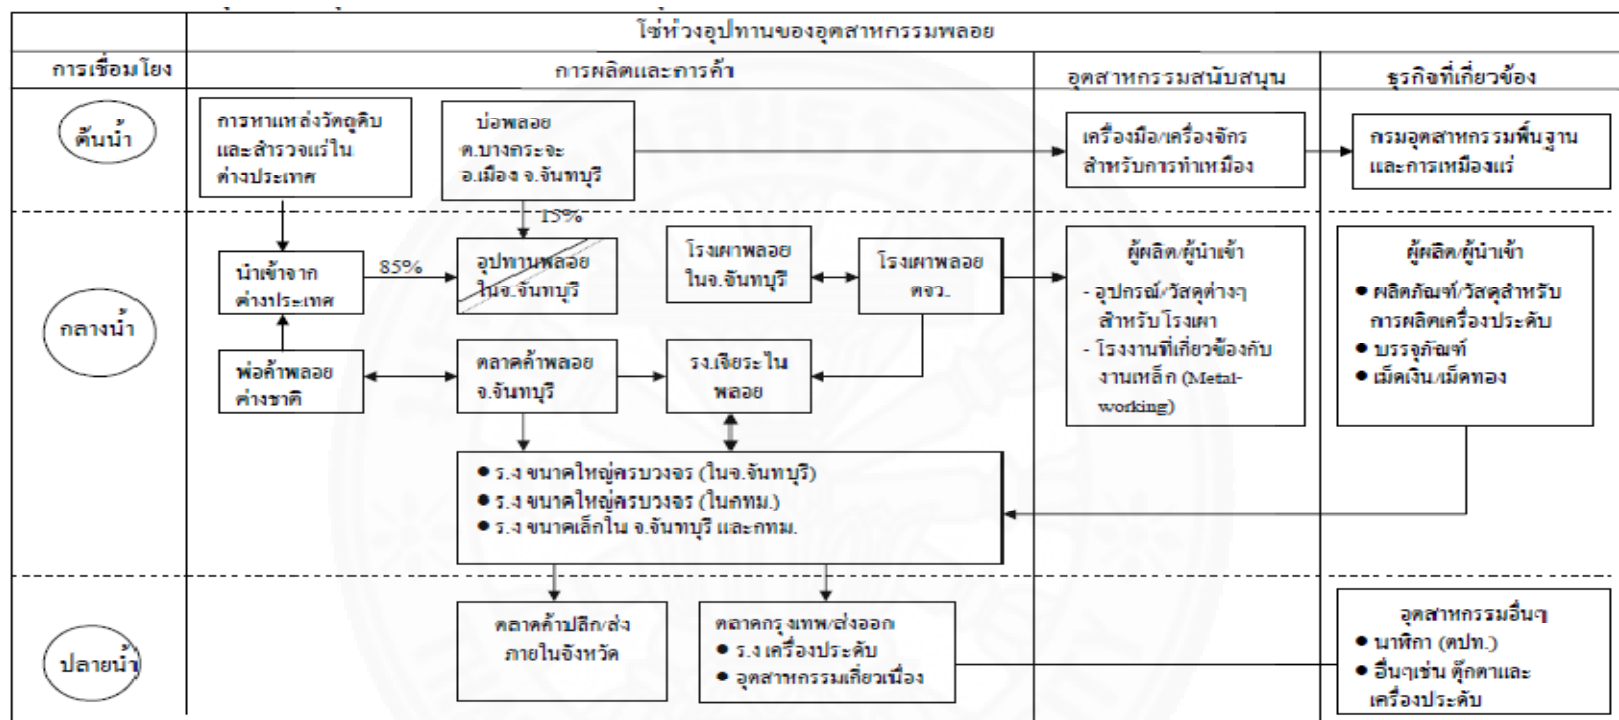 โซ่ห่วงอุปทานของอุตสาหกรรมพลอย
การเชื่อมโยง
การผลิตและการค้า
อุตสาหกรรมสนับสนุน
ธุรกิจที่เกี่ยวข้อง
ต้นน้ำ
การหาแหล่งวัตถุดิบ
และสำรวจแร่ใน
ต่างประเทศ
บ่อพลอย
ต.บางกระจะ
อ.เมือง จ.จันทบุรี
เครื่องมือ/เครื่องจักร
สำหรับการทำเหมือง
กรมอุตสาหกรรมพื้นฐาน
และการเหมืองแร่
15%
กลางน้ำ
นำเข้าจาก
ต่างประเทศ
85%
อุปทานพลอย
ในจ.จันทบุรี
โรงเผาพลอย
ในจ.จันทบุรี
โรงเผาพลอย
ตจว.
ผู้ผลิต/ผู้นำเข้า
- อุปกรณ์/วัสดุต่างๆ
สำหรับโรงเผา
- โรงงานที่เกี่ยวข้องกับ
งานเหล็ก (Metal-
working)
ผู้ผลิต/ผู้นำเข้า
● ผลิตภัณฑ์/วัสดุสำหรับ
การผลิตเครื่องประดับ
● บรรจุภัณฑ์
● เม็ดเงิน/เม็ดทอง
พ่อค้าพลอย
ต่างชาติ
ตลาดค้าพลอย
จ.จันทบุรี
รง.เจียระไน
พลอย
● ร.ง ขนาดใหญ่ครบวงจร (ในจ.จันทบุรี)
● ร.ง ขนาดใหญ่ครบวงจร (ในกทม.)
● ร.ง ขนาดเล็กใน จ.จันทบุรี และกทม.
ปลายน้ำ
ตลาดค้าปลีก/ส่ง
ภายในจังหวัด
ตลาดกรุงเทพ/ส่งออก
● ร.ง เครื่องประดับ
● อุตสาหกรรมเกี่ยวเนื่อง
อุตสาหกรรมอื่นๆ
● นาฬิกา (ตปท.)
● อื่นๆเช่น ตุ๊กตาและ
เครื่องประดับ